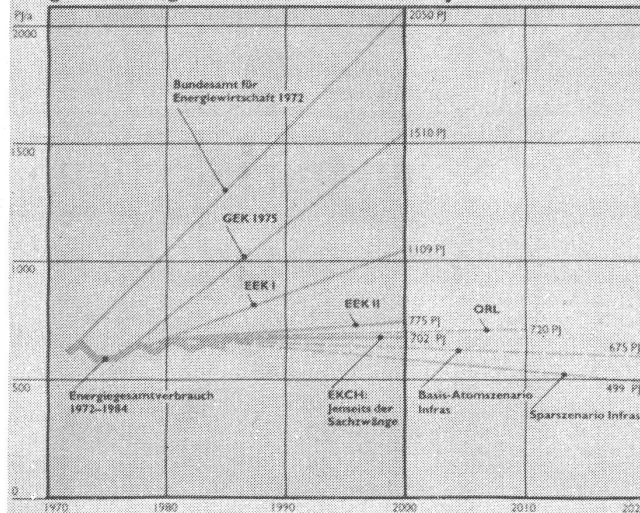 PJ/a
2000
2050 PJ
Bundesamt für
Energiewirtschaft 1972
1500
1510 PJ
GEK 1975
1000
1109 PJ
EEK I
EEK II
ORL
775 PJ
702 PJ
720 PJ
675 PJ
500
499 PJ
Energiegesamtverbrauch
1972–1984
EKCH:
Jenseits der
Sachzwänge
Basis-Atomszenario
Infras
Sparszenario Infras
0
1970
1980
1990
2000
2010